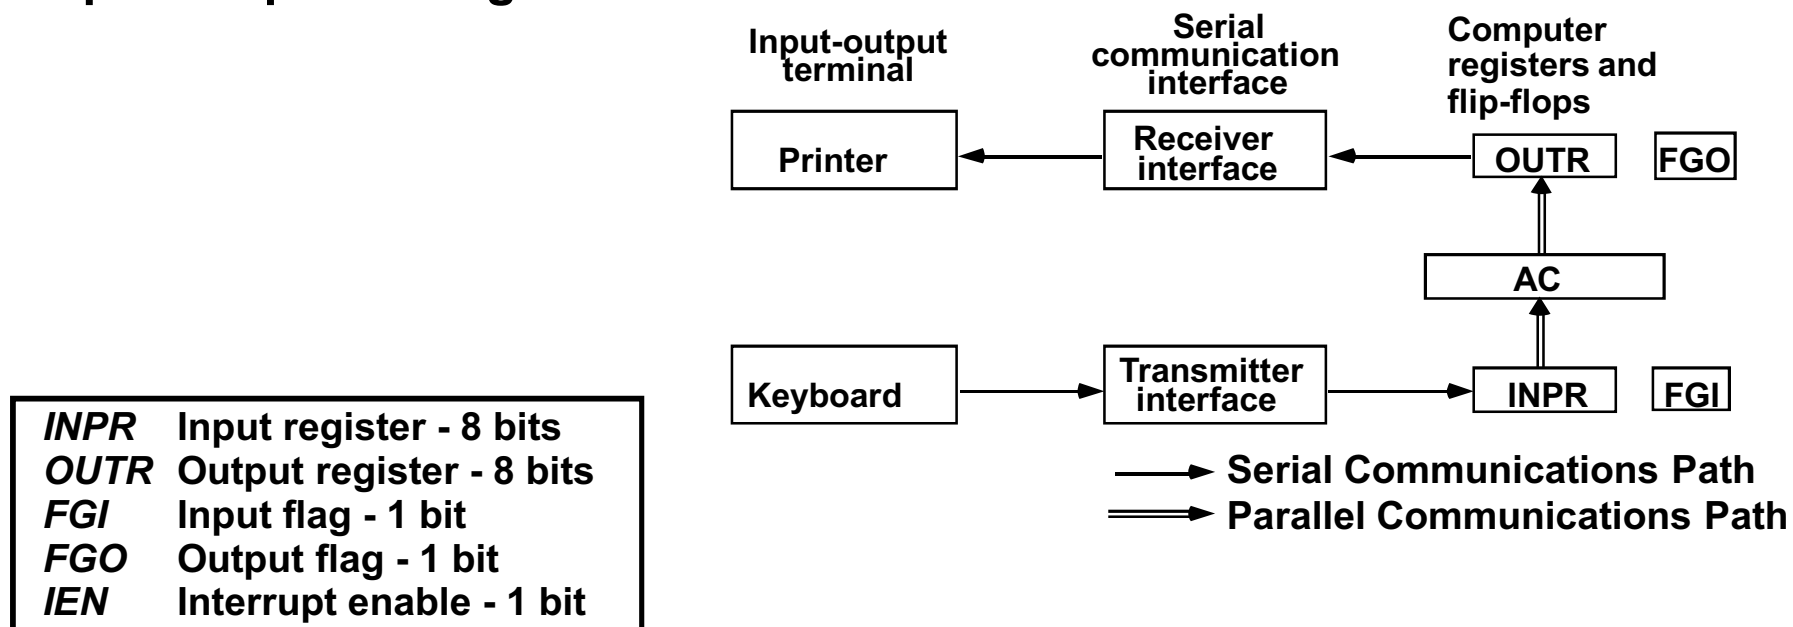 Input-output
terminal
Serial
communication
interface
Computer
registers and
flip-flops
Printer
Receiver
interface
OUTR
FGO
AC
Keyboard
Transmitter
interface
INPR
FGI
Serial Communications Path
Parallel Communications Path
INPR Input register - 8 bits
OUTR Output register - 8 bits
FGI Input flag - 1 bit
FGO Output flag - 1 bit
IEN Interrupt enable - 1 bit